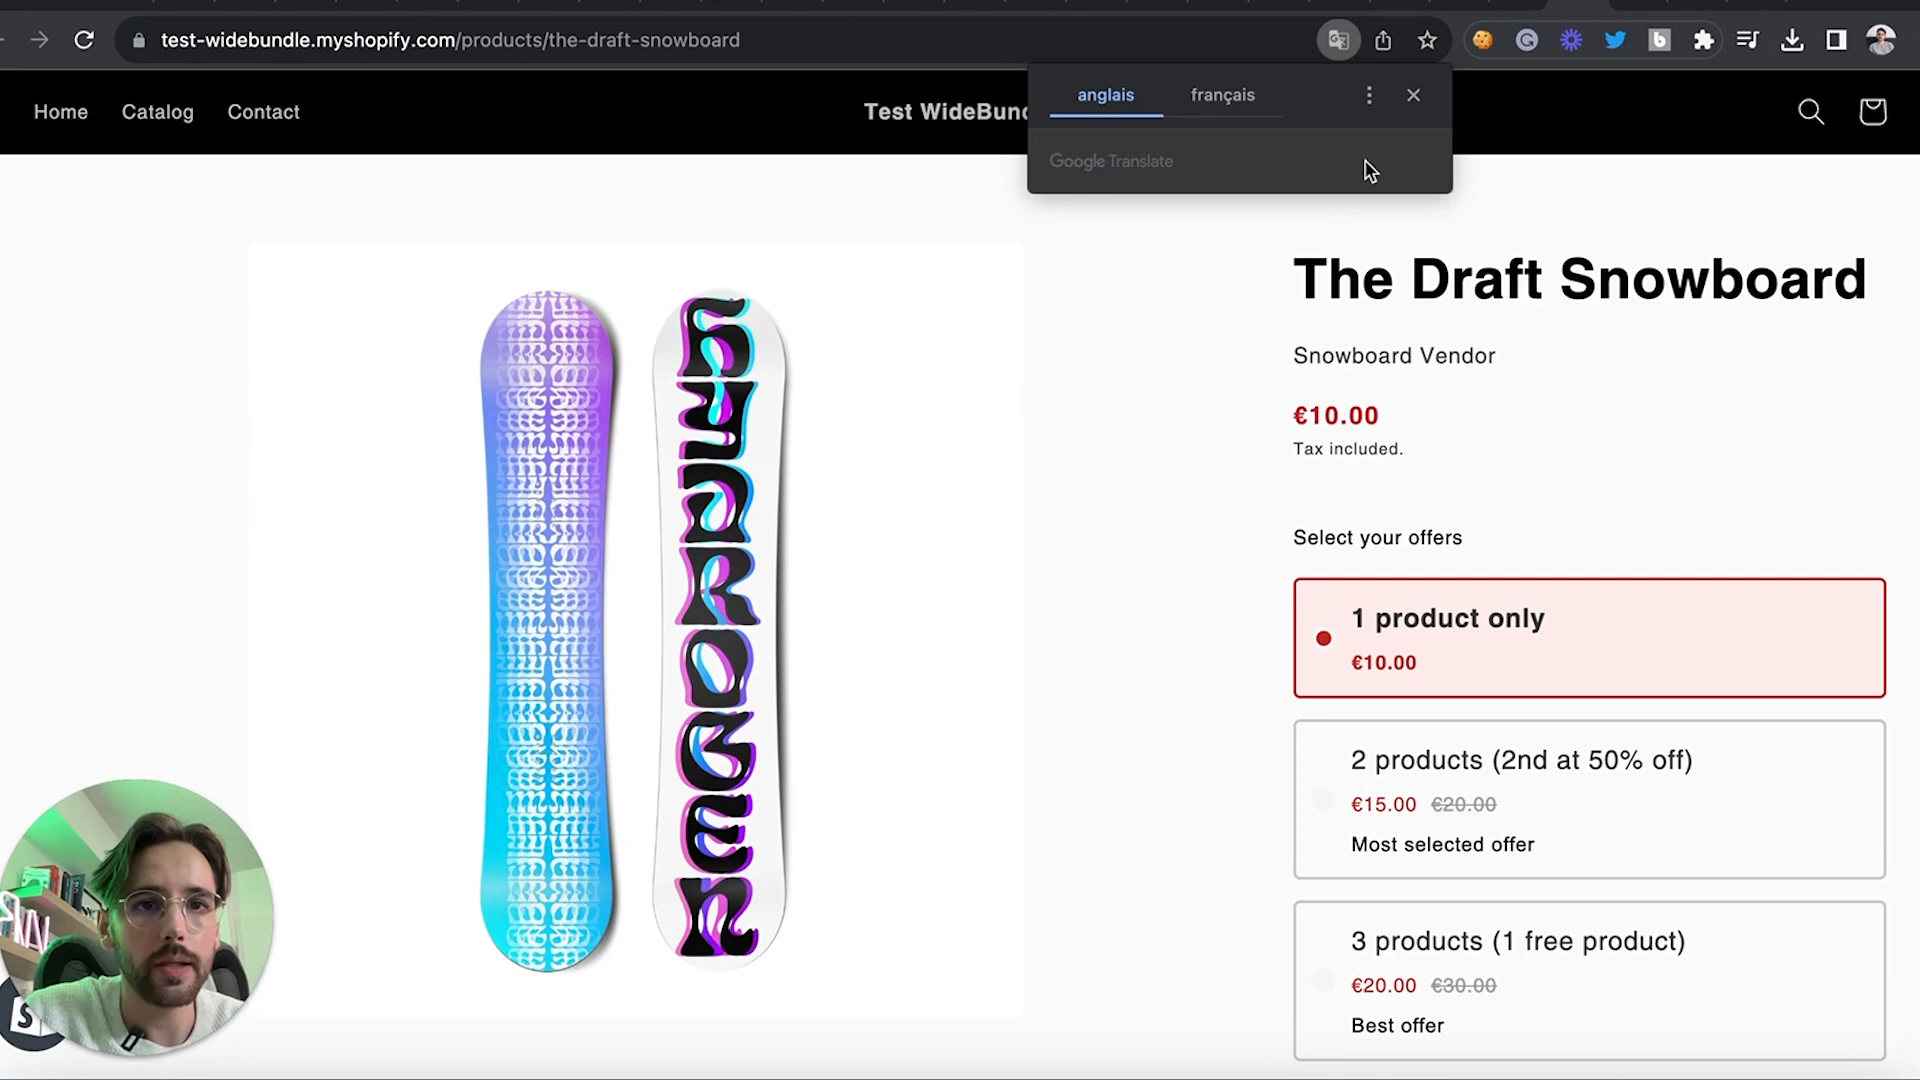 test-widebundle.myshopify.com/products/the-draft-snowboard
anglais français
Google Translate
Home Catalog Contact
Test WideBund
The Draft Snowboard
Snowboard Vendor
€10.00
Tax included.
Select your offers
1 product only
€10.00
2 products (2nd at 50% off)
€15.00 €20.00
Most selected offer
3 products (1 free product)
€20.00 €30.00
Best offer
HYDROGEN